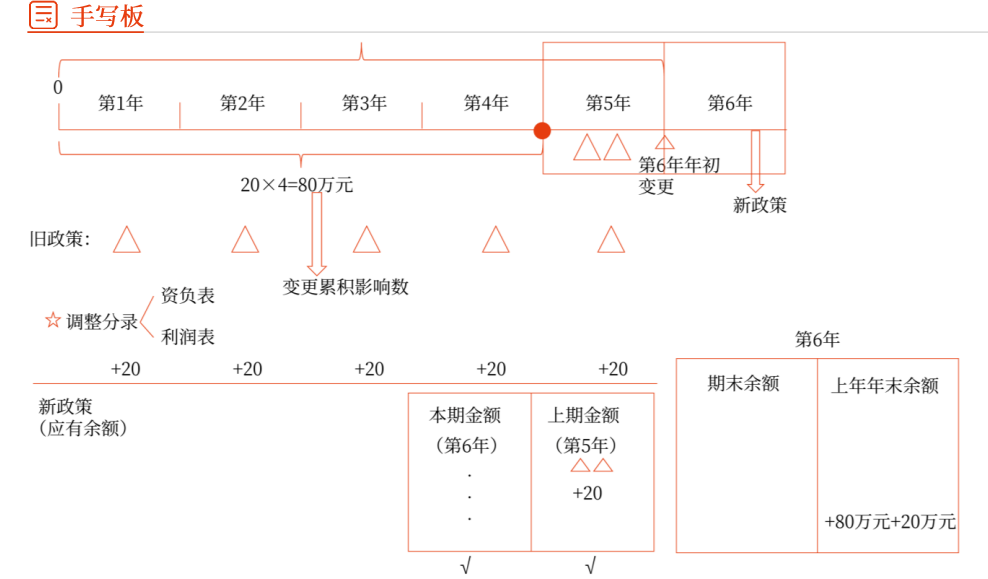 手写板
0
第1年
第2年
第3年
第4年
第5年
第6年
第6年年初
变更
20×4=80万元
新政策
旧政策：
变更累积影响数
资负表
☆调整分录
利润表
第6年
+20
+20
+20
+20
+20
期末余额
上年年末余额
新政策
（应有余额）
本期金额
上期金额
（第6年）
（第5年）
.
.
.
+20
+80万元+20万元
√
√